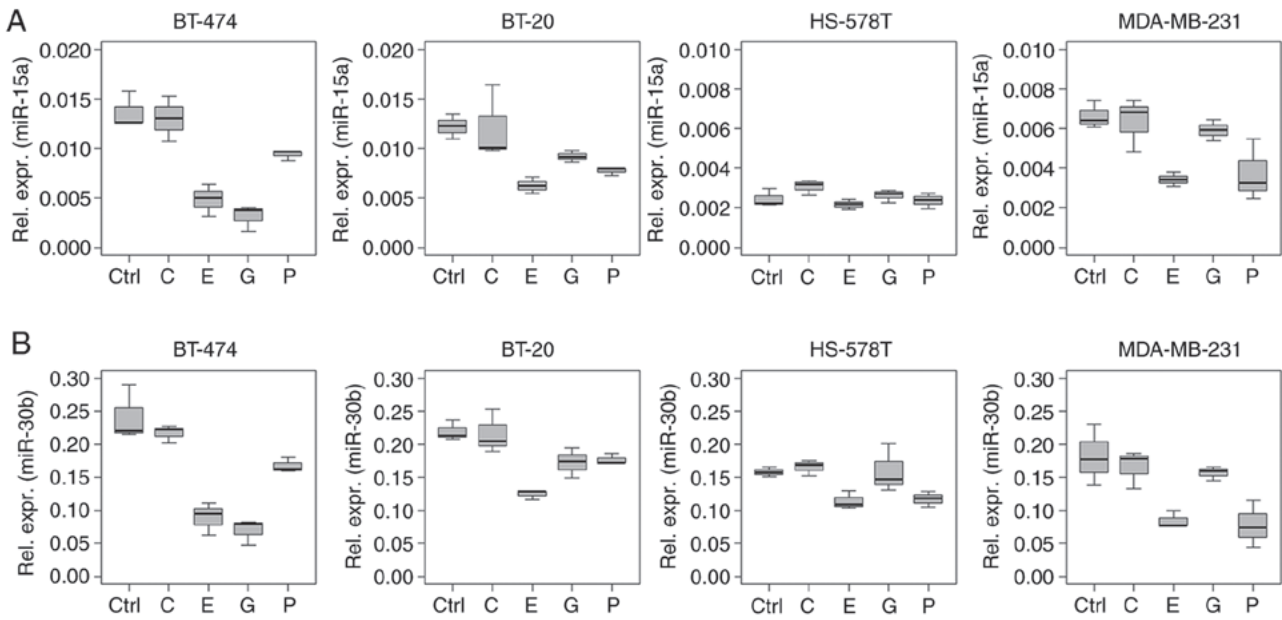 A
BT-474
BT-20
HS-578T
MDA-MB-231
Rel. expr. (miR-15a)
0.020
0.015
0.010
0.005
0.000
Ctrl C E G P
Rel. expr. (miR-15a)
0.020
0.015
0.010
0.005
0.000
Ctrl C E G P
Rel. expr. (miR-15a)
0.010
0.008
0.006
0.004
0.002
0.000
Ctrl C E G P
Rel. expr. (miR-15a)
0.010
0.008
0.006
0.004
0.002
0.000
Ctrl C E G P
B
BT-474
BT-20
HS-578T
MDA-MB-231
Rel. expr. (miR-30b)
0.30
0.25
0.20
0.15
0.10
0.05
0.00
Ctrl C E G P
Rel. expr. (miR-30b)
0.30
0.25
0.20
0.15
0.10
0.05
0.00
Ctrl C E G P
Rel. expr. (miR-30b)
0.30
0.25
0.20
0.15
0.10
0.05
0.00
Ctrl C E G P
Rel. expr. (miR-30b)
0.30
0.25
0.20
0.15
0.10
0.05
0.00
Ctrl C E G P